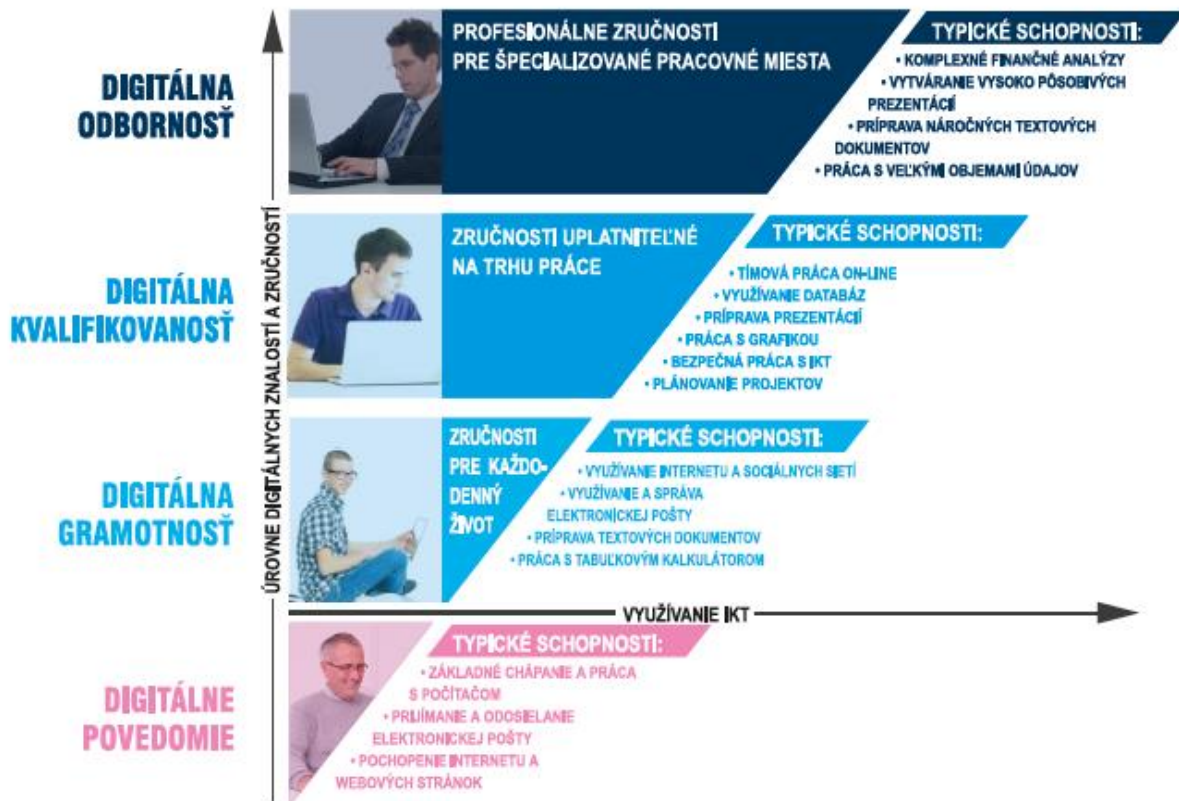 DIGITÁLNA
ODBORNOSŤ
PROFESIONÁLNE ZRUČNOSTI
PRE ŠPECIALIZOVANÉ PRACOVNÉ MIESTA
TYPICKÉ SCHOPNOSTI:
• KOMPLEXNÉ FINANČNÉ ANALÝZY
• VYTVÁRANIE VYSOKO PÔSOBIVÝCH
PREZENTÁCIÍ
• PRÍPRAVA NÁROČNÝCH TEXTOVÝCH
DOKUMENTOV
• PRÁCA S VEĽKÝMI OBJEMAMI ÚDAJOV
ÚROVNE DIGITÁLNYCH ZNALOSTÍ A ZRUČNOSTÍ
DIGITÁLNA
KVALIFIKOVANOSŤ
ZRUČNOSTI UPLATNITEĽNÉ
NA TRHU PRÁCE
TYPICKÉ SCHOPNOSTI:
• TÍMOVÁ PRÁCA ON-LINE
• VYUŽÍVANIE DATABÁZ
• PRÍPRAVA PREZENTÁCIÍ
• PRÁCA S GRAFIKOU
• BEZPEČNÁ PRÁCA S IKT
• PLÁNOVANIE PROJEKTOV
DIGITÁLNA
GRAMOTNOSŤ
ZRUČNOSTI
PRE KAŽDO-
DENNÝ
ŽIVOT
TYPICKÉ SCHOPNOSTI:
• VYUŽÍVANIE INTERNETU A SOCIÁLNYCH SIETÍ
• VYUŽÍVANIE A SPRÁVA
ELEKTRONICKEJ POŠTY
• PRÍPRAVA TEXTOVÝCH DOKUMENTOV
• PRÁCA S TABUĽKOVÝM KALKULÁTOROM
VYUŽÍVANIE IKT
DIGITÁLNE
POVEDOMIE
TYPICKÉ SCHOPNOSTI:
• ZÁKLADNÉ CHÁPANIE A PRÁCA
S POČÍTAČOM
• PRIJÍMANIE A ODOSIELANIE
ELEKTRONICKEJ POŠTY
• POCHOPENIE INTERNETU A
WEBOVÝCH STRÁNOK